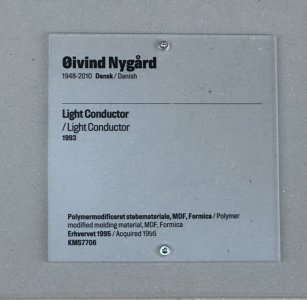 Øivind Nygård
1948-2010 Dansk / Danish
Light Conductor
/ Light Conductor
1993
Polymermodificeret støbemateriale, MDF, Formica / Polymer
modified molding material, MDF, Formica
Erhvervet 1995 / Acquired 1995
KMS7706